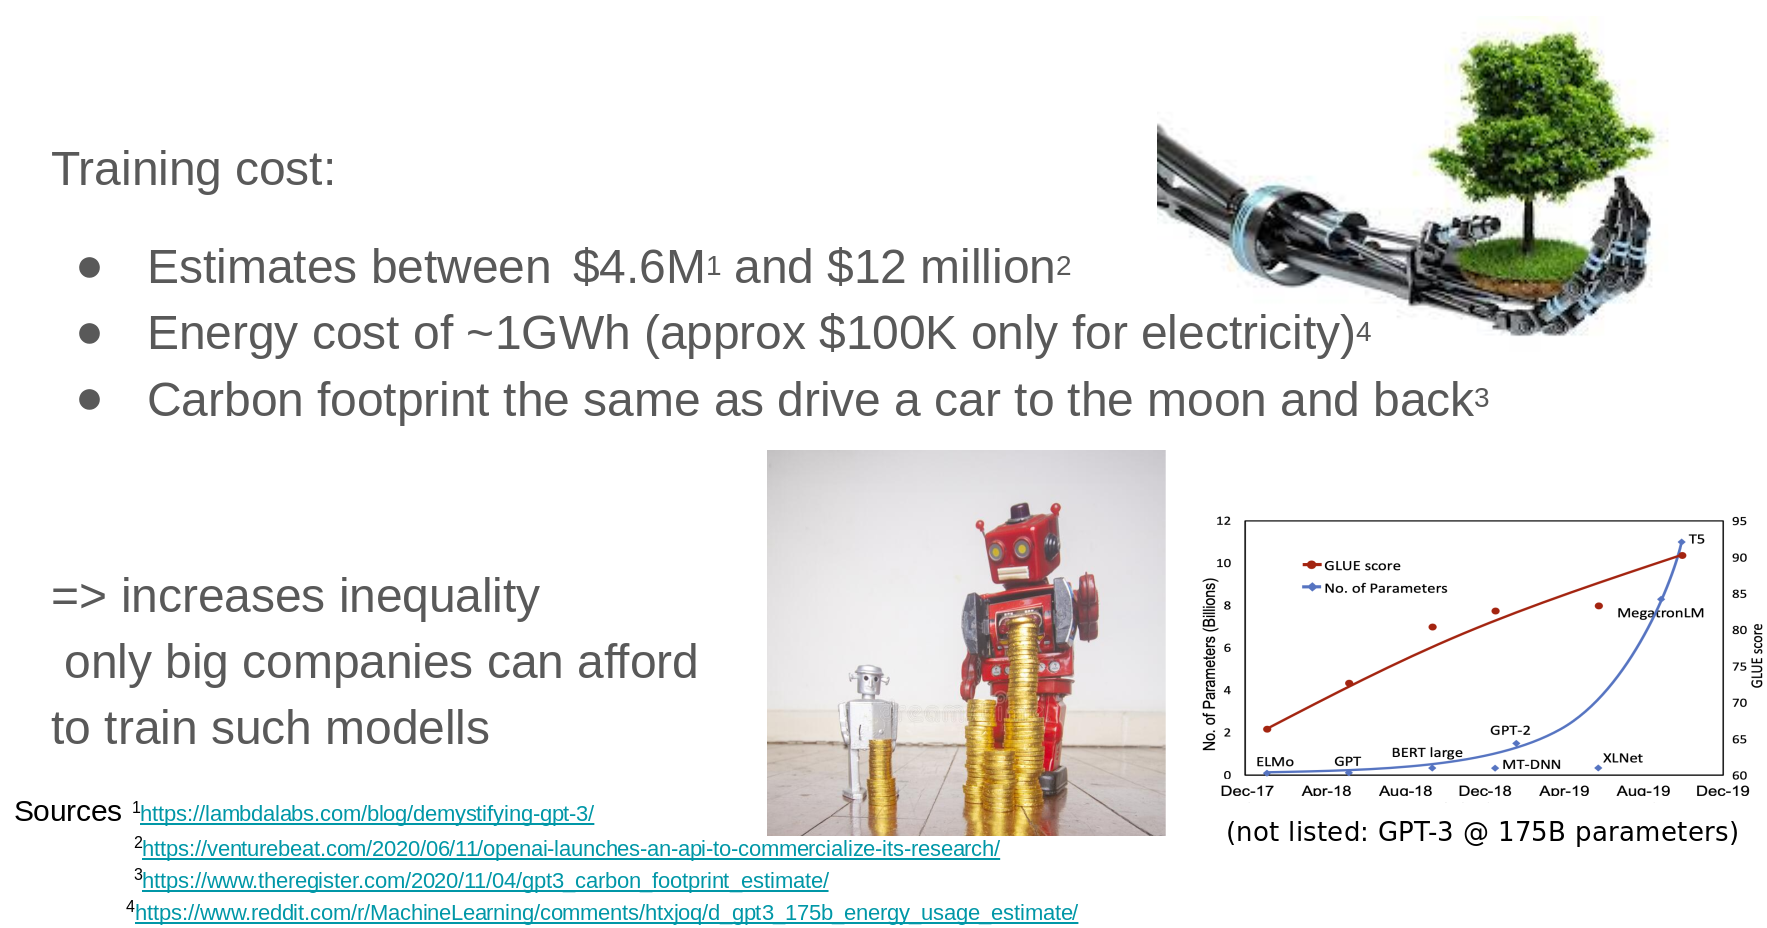 Training cost:
● Estimates between $4.6M1 and $12 million2
● Energy cost of ~1GWh (approx $100K only for electricity)4
● Carbon footprint the same as drive a car to the moon and back3
=> increases inequality
only big companies can afford
to train such modells
12
10
8
6
4
2
0
No. of Parameters (Billions)
GLUE score
No. of Parameters
ELMo
GPT
BERT large
GPT-2
MT-DNN
XLNet
MegatronLM
T5
95
90
85
80
75
70
65
60
GLUE score
Dec-17 Apr-18 Aug-18 Dec-18 Apr-19 Aug-19 Dec-19
(not listed: GPT-3 @ 175B parameters)
Sources 1https://lambdalabs.com/blog/demystifying-gpt-3/
2https://venturebeat.com/2020/06/11/openai-launches-an-api-to-commercialize-its-research/
3https://www.theregister.com/2020/11/04/gpt3_carbon_footprint_estimate/
4https://www.reddit.com/r/MachineLearning/comments/htxjoq/d_gpt3_175b_energy_usage_estimate/